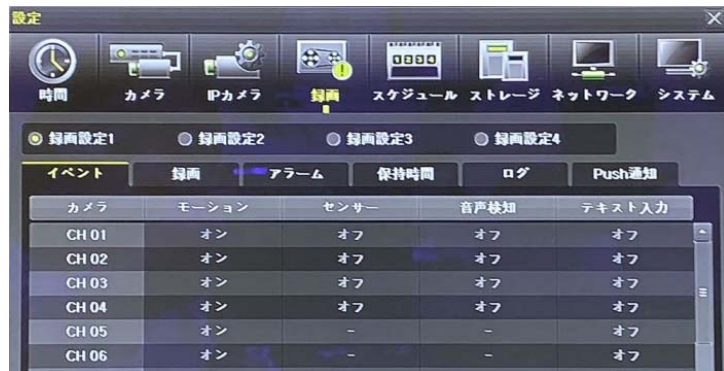 設定
時間 カメラ IPカメラ 録画 スケジュール ストレージ ネットワーク システム
録画設定1 録画設定2 録画設定3 録画設定4
イベント 録画 アラーム 保持時間 ログ Push通知
カメラ モーション センサー 音声検知 テキスト入力
CH 01 オン オフ オフ オフ
CH 02 オン オフ オフ オフ
CH 03 オン オフ オフ オフ
CH 04 オン オフ オフ オフ
CH 05 オン - - オフ
CH 06 オン - - オフ